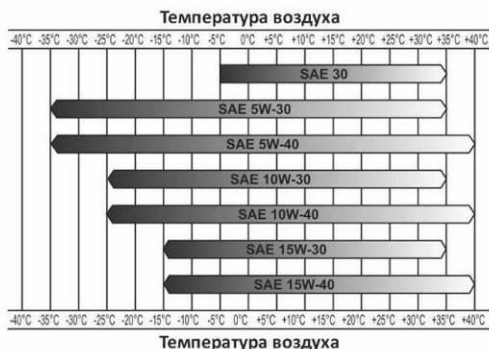 Температура воздуха
-40°C -35°C -30°C -25°C -20°C -15°C -10°C -5°C 0°C +5°C +10°C +15°C +20°C +25°C +30°C +35°C +40°C
SAE 30
SAE 5W-30
SAE 5W-40
SAE 10W-30
SAE 10W-40
SAE 15W-30
SAE 15W-40
-40°C -35°C -30°C -25°C -20°C -15°C -10°C -5°C 0°C +5°C +10°C +15°C +20°C +25°C +30°C +35°C +40°C
Температура воздуха